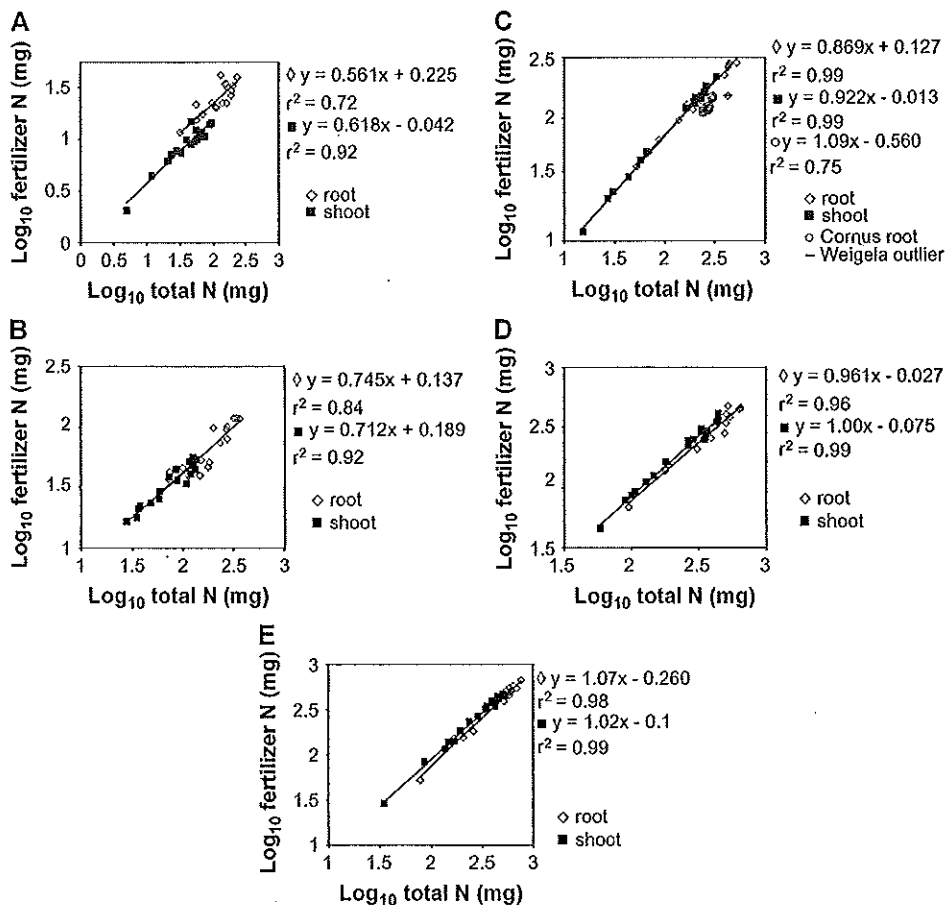 A
Log10 fertilizer N (mg)
1.5
1
0.5
0
0 0.5 1 1.5 2 2.5 3
Log10 total N (mg)
◊ y = 0.561x + 0.225
r² = 0.72
■ y = 0.618x - 0.042
r² = 0.92
◊ root
■ shoot
C
Log10 fertilizer N (mg)
2.5
2
1.5
1
1 1.5 2 2.5 3
Log10 total N (mg)
◊ y = 0.869x + 0.127
r² = 0.99
■ y = 0.922x - 0.013
r² = 0.99
○ y = 1.09x - 0.560
r² = 0.75
◊ root
■ shoot
○ Cornus root
– Weigela outlier
B
Log10 fertilizer N (mg)
2.5
2
1.5
1
1 1.5 2 2.5 3
Log10 total N (mg)
◊ y = 0.745x + 0.137
r² = 0.84
■ y = 0.712x + 0.189
r² = 0.92
◊ root
■ shoot
D
Log10 fertilizer N (mg)
3
2.5
2
1.5
1.5 2 2.5 3
Log10 total N (mg)
◊ y = 0.961x - 0.027
r² = 0.96
■ y = 1.00x - 0.075
r² = 0.99
◊ root
■ shoot
E
Log10 fertilizer N (mg)
3
2.5
2
1.5
1
1 1.5 2 2.5 3
Log10 total N (mg)
◊ y = 1.07x - 0.260
r² = 0.98
■ y = 1.02x - 0.1
r² = 0.99
◊ root
■ shoot